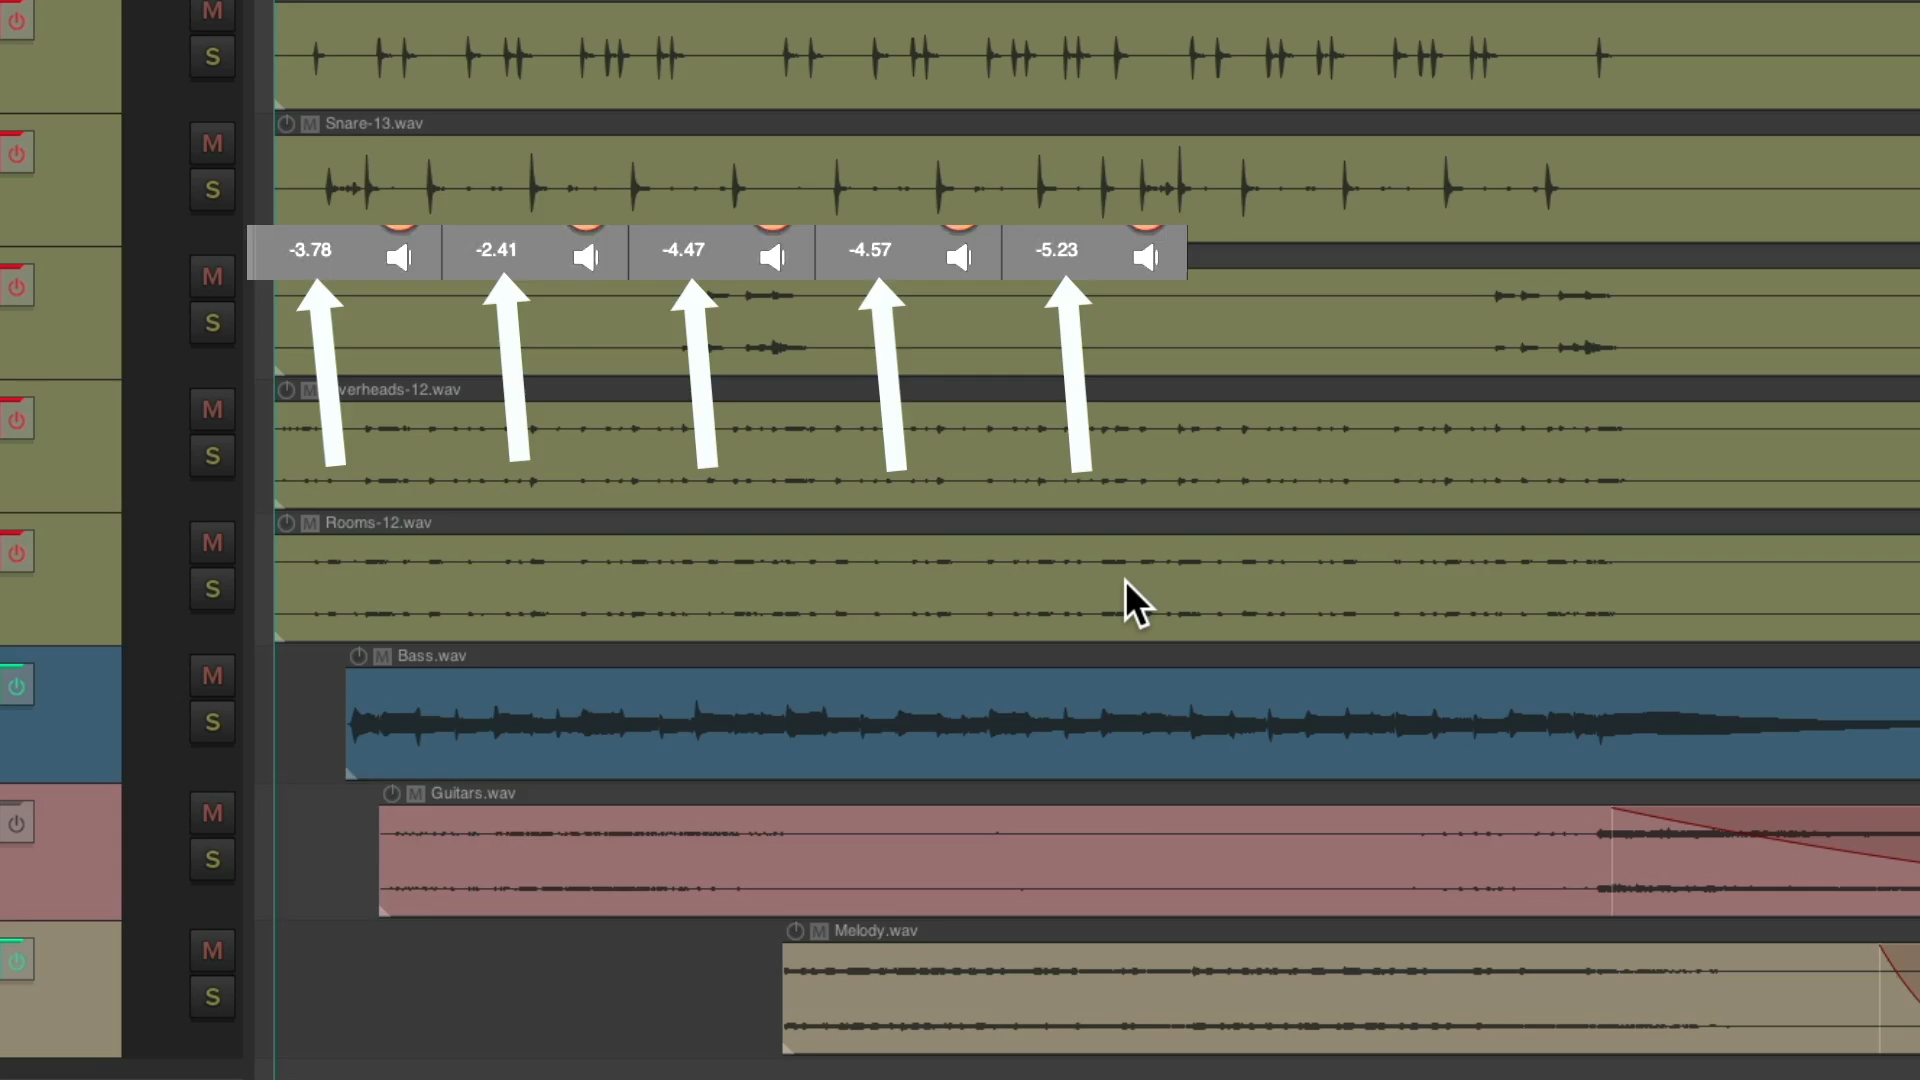 M
S
M
S
Snare-13.wav
M
-3.78
-2.41
-4.47
-4.57
-5.23
M
S
M
S
M
verheads-12.wav
M
S
M
Rooms-12.wav
M
S
M
Bass.wav
M
S
M
Guitars.wav
M
S
M
Melody.wav
M
S